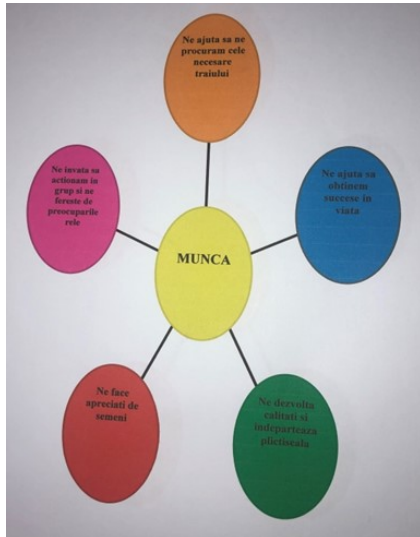 Ne ajuta sa ne
procuram cele
necesare
traiului
Ne invata sa
actionam in
grup si ne
fereste de
preocuparile
rele
Ne ajuta sa
obtinem
succese in
viata
MUNCA
Ne face
apreciati de
semeni
Ne dezvolta
calitati si
indeparteaza
plictiseala